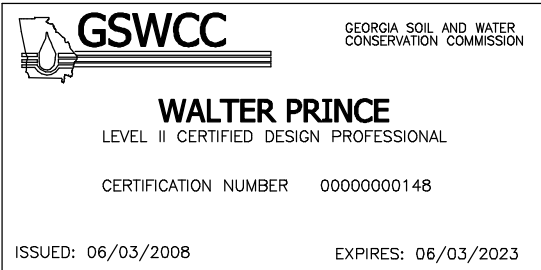 GSWCC
GEORGIA SOIL AND WATER
CONSERVATION COMMISSION
WALTER PRINCE
LEVEL II CERTIFIED DESIGN PROFESSIONAL
CERTIFICATION NUMBER 00000000148
ISSUED: 06/03/2008 EXPIRES: 06/03/2023